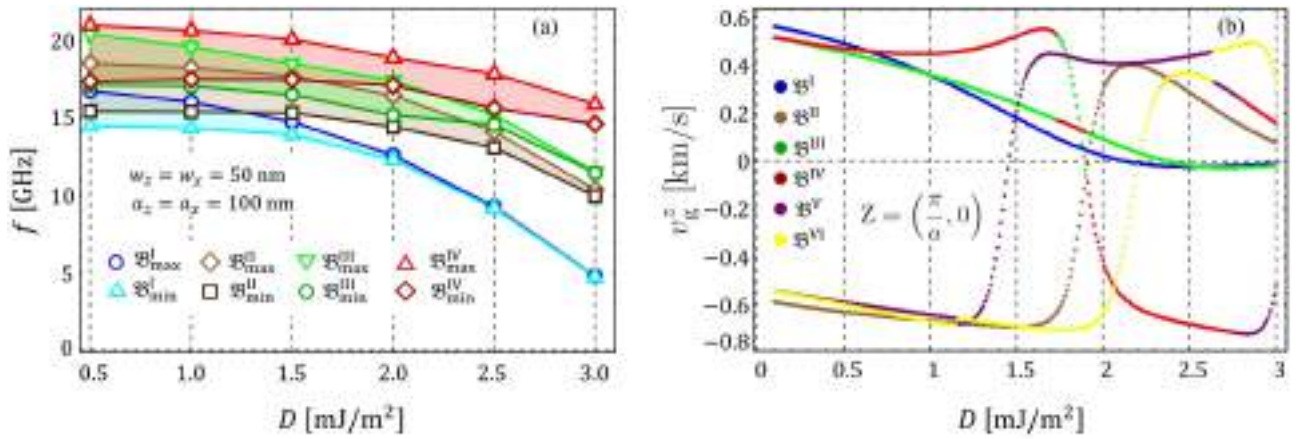 (a)
20
15
10
5
0
f [GHz]
w_z = w_x = 50 nm
a_z = a_x = 100 nm
𝔅^I_max 𝔅^II_max 𝔅^III_max 𝔅^IV_max
𝔅^I_min 𝔅^II_min 𝔅^III_min 𝔅^IV_min
0.5 1.0 1.5 2.0 2.5 3.0
D [mJ/m²]
(b)
0.6
0.4
0.2
0
−0.2
−0.4
−0.6
−0.8
v_g^z [km/s]
𝔅^I
𝔅^II
𝔅^III
𝔅^IV
𝔅^V
𝔅^VI
Z = (π/a, 0)
0 0.5 1 1.5 2 2.5 3
D [mJ/m²]